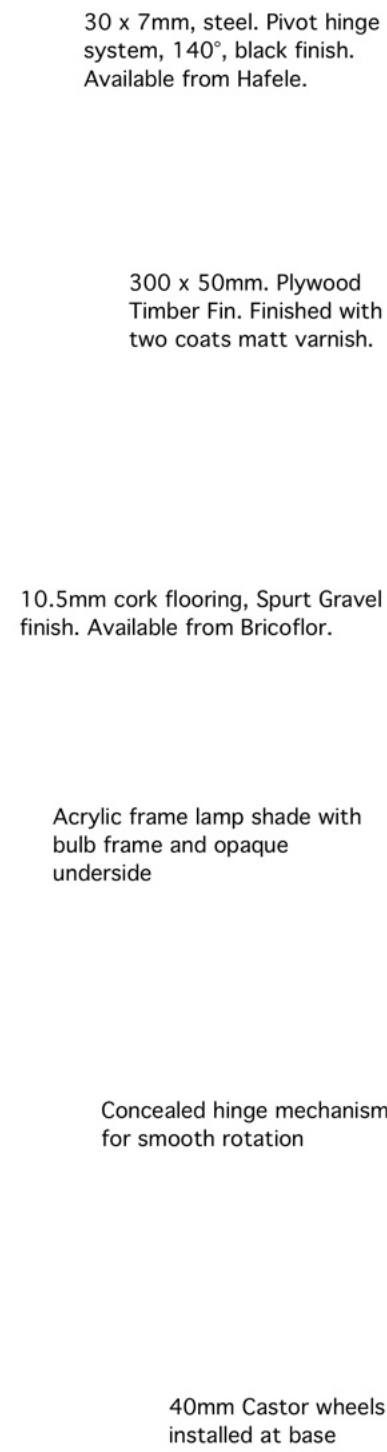 30 x 7mm, steel. Pivot hinge
system, 140°, black finish.
Available from Hafele.
300 x 50mm. Plywood
Timber Fin. Finished with
two coats matt varnish.
10.5mm cork flooring, Spurt Gravel
finish. Available from Bricoflor.
Acrylic frame lamp shade with
bulb frame and opaque
underside
Concealed hinge mechanism
for smooth rotation
40mm Castor wheels
installed at base